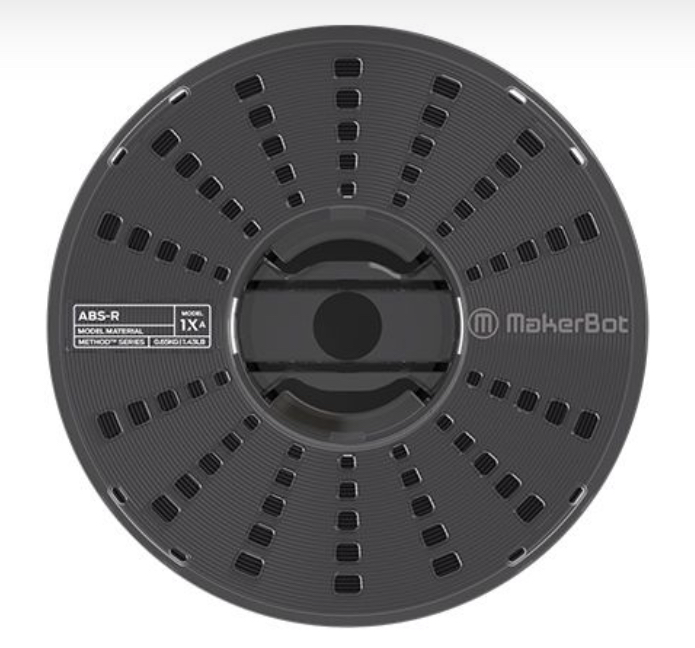 ABS-R
MODEL MATERIAL
METHOD™ SERIES 0.65KG|1.43LB
MODEL
1XA
MakerBot